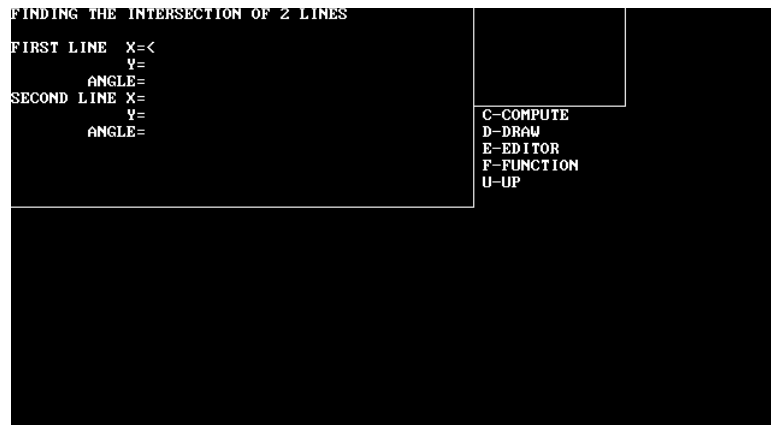 FINDING THE INTERSECTION OF 2 LINES
FIRST LINE X=<
Y=
ANGLE=
SECOND LINE X=
Y=
ANGLE=
C-COMPUTE
D-DRAW
E-EDITOR
F-FUNCTION
U-UP